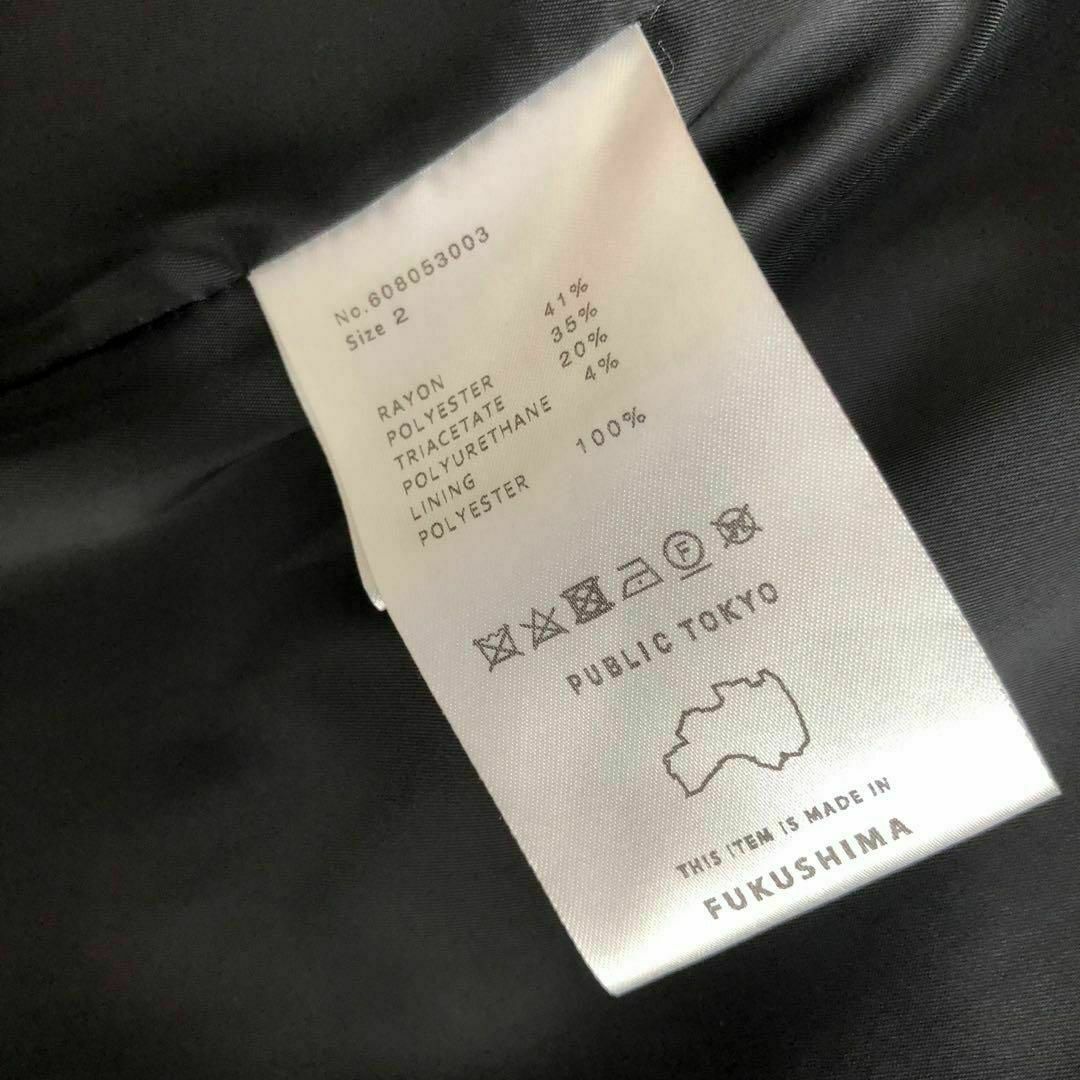 No.608053003
Size 2
RAYON 41%
POLYESTER 35%
TRIACETATE 20%
POLYURETHANE 4%
LINING
POLYESTER 100%
F
PUBLIC TOKYO
THIS ITEM IS MADE IN
FUKUSHIMA